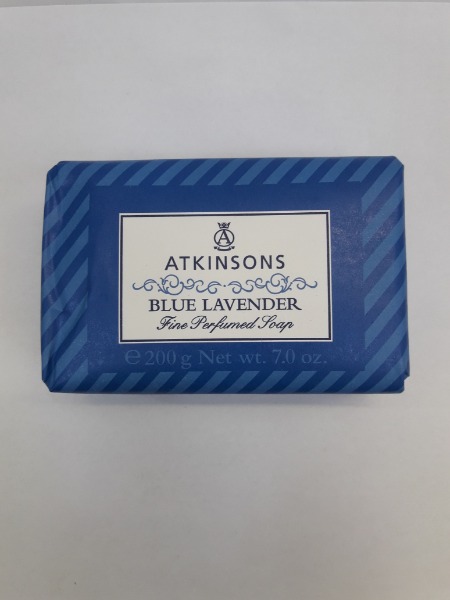 A
ATKINSONS
BLUE LAVENDER
Fine Perfumed Soap
℮ 200 g Net wt. 7.0 oz.